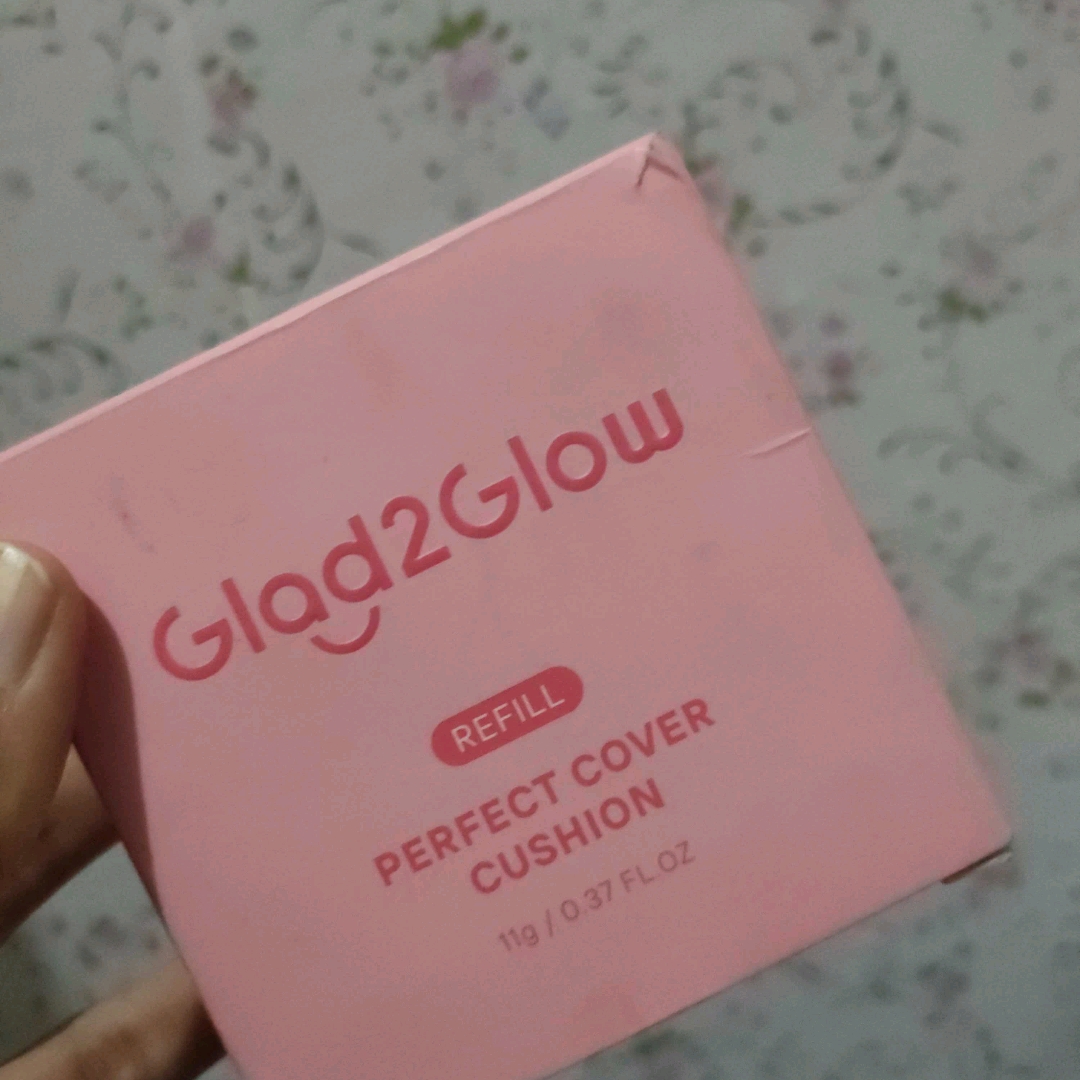 Glad2Glow
REFILL
PERFECT COVER
CUSHION
11g / 0.37 FL.OZ